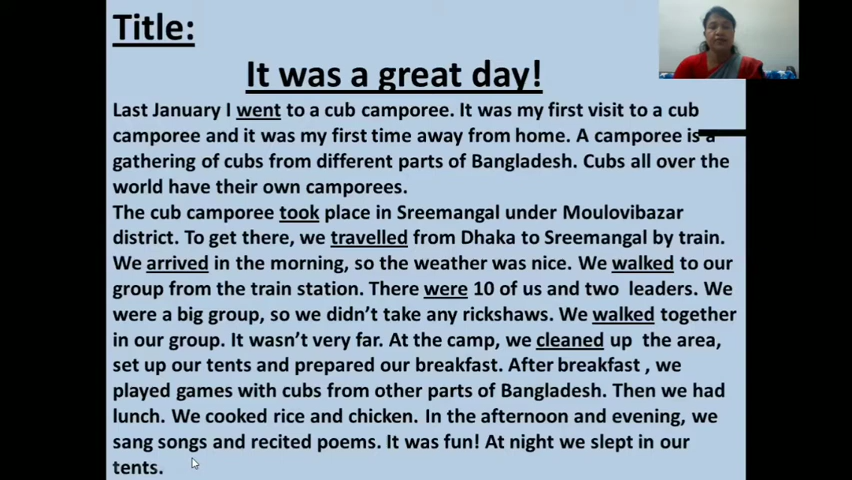 Title:
It was a great day!
Last January I went to a cub camporee. It was my first visit to a cub
camporee and it was my first time away from home. A camporee is a
gathering of cubs from different parts of Bangladesh. Cubs all over the
world have their own camporees.
The cub camporee took place in Sreemangal under Moulovibazar
district. To get there, we travelled from Dhaka to Sreemangal by train.
We arrived in the morning, so the weather was nice. We walked to our
group from the train station. There were 10 of us and two leaders. We
were a big group, so we didn't take any rickshaws. We walked together
in our group. It wasn't very far. At the camp, we cleaned up the area,
set up our tents and prepared our breakfast. After breakfast , we
played games with cubs from other parts of Bangladesh. Then we had
lunch. We cooked rice and chicken. In the afternoon and evening, we
sang songs and recited poems. It was fun! At night we slept in our
tents.